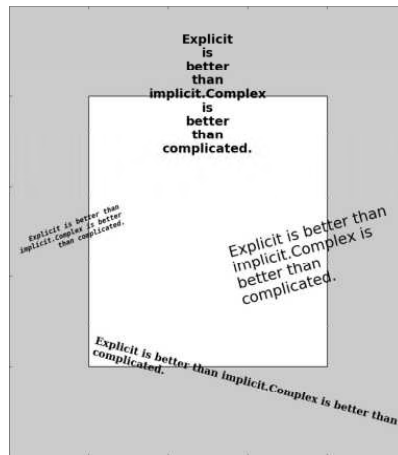 Explicit
is
better
than
implicit.Complex
is
better
than
complicated.
Explicit is better than
implicit.Complex is better
than complicated.
Explicit is better than
implicit.Complex is
better than
complicated.
Explicit is better than implicit.Complex is better than
complicated.